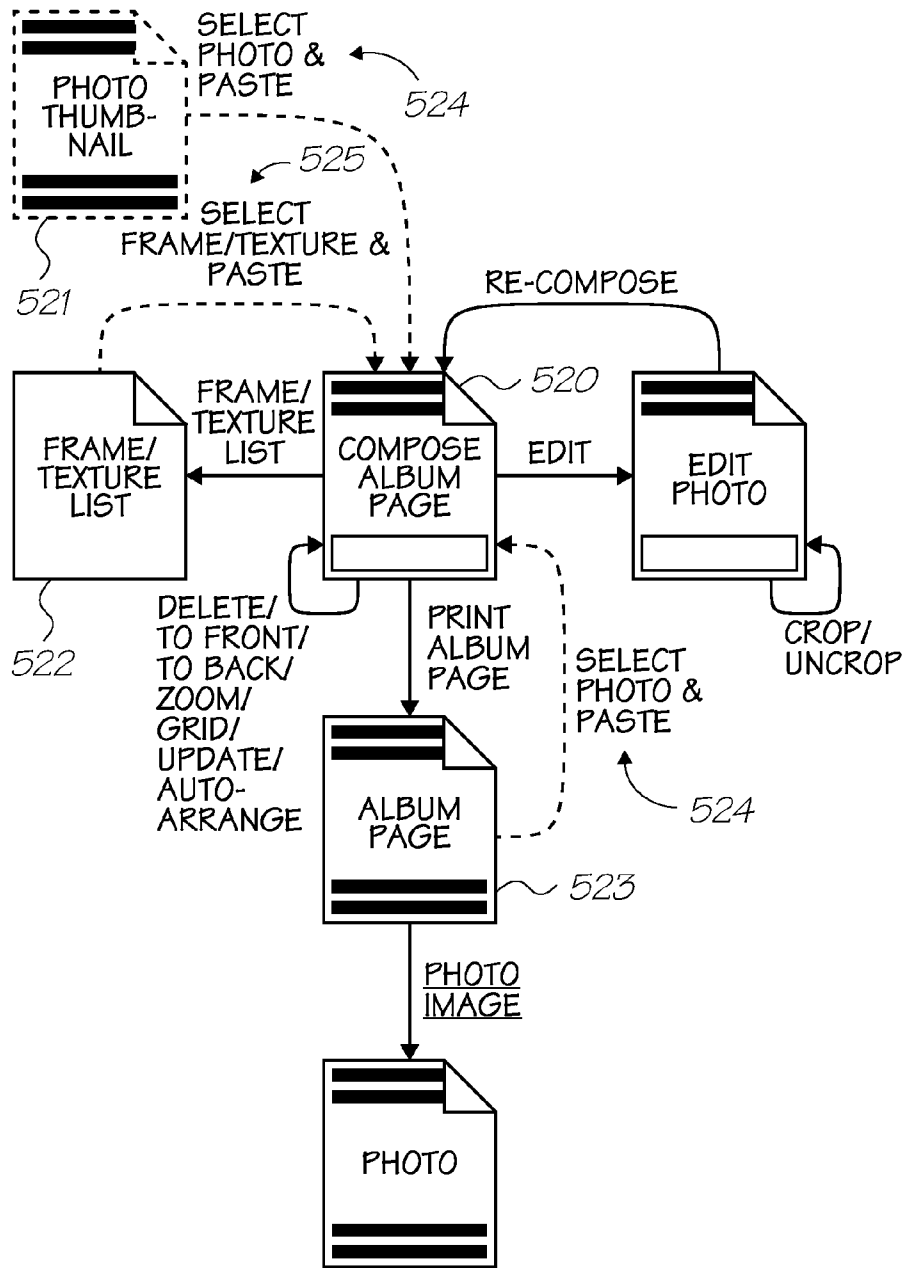 SELECT
PHOTO &
PASTE
524
PHOTO
THUMB-
NAIL
525
SELECT
FRAME/TEXTURE &
PASTE
521
RE-COMPOSE
520
FRAME/
TEXTURE
LIST
FRAME/
TEXTURE
LIST
COMPOSE
ALBUM
PAGE
EDIT
EDIT
PHOTO
522
DELETE/
TO FRONT/
TO BACK/
ZOOM/
GRID/
UPDATE/
AUTO-
ARRANGE
PRINT
ALBUM
PAGE
SELECT
PHOTO &
PASTE
524
CROP/
UNCROP
ALBUM
PAGE
523
PHOTO
IMAGE
PHOTO